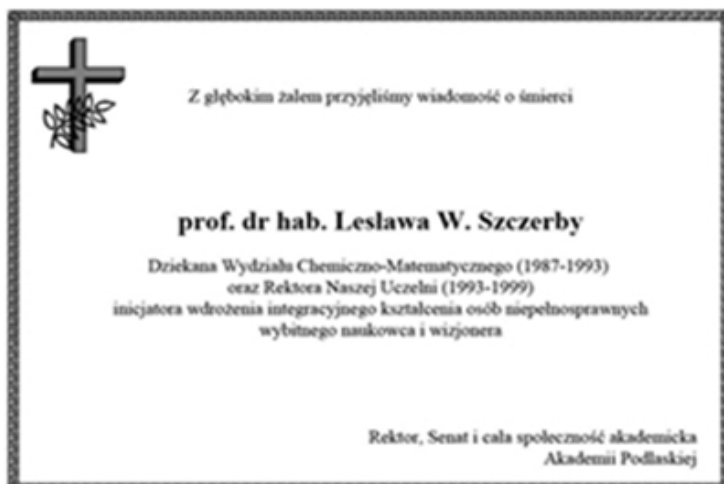 Z głębokim żalem przyjęliśmy wiadomość o śmierci
prof. dr hab. Lesława W. Szczerby
Dziekana Wydziału Chemiczno-Matematycznego (1987-1993)
oraz Rektora Naszej Uczelni (1993-1999)
inicjatora wdrożenia integracyjnego kształcenia osób niepełnosprawnych
wybitnego naukowca i wizjonera
Rektor, Senat i cała społeczność akademicka
Akademii Podlaskiej